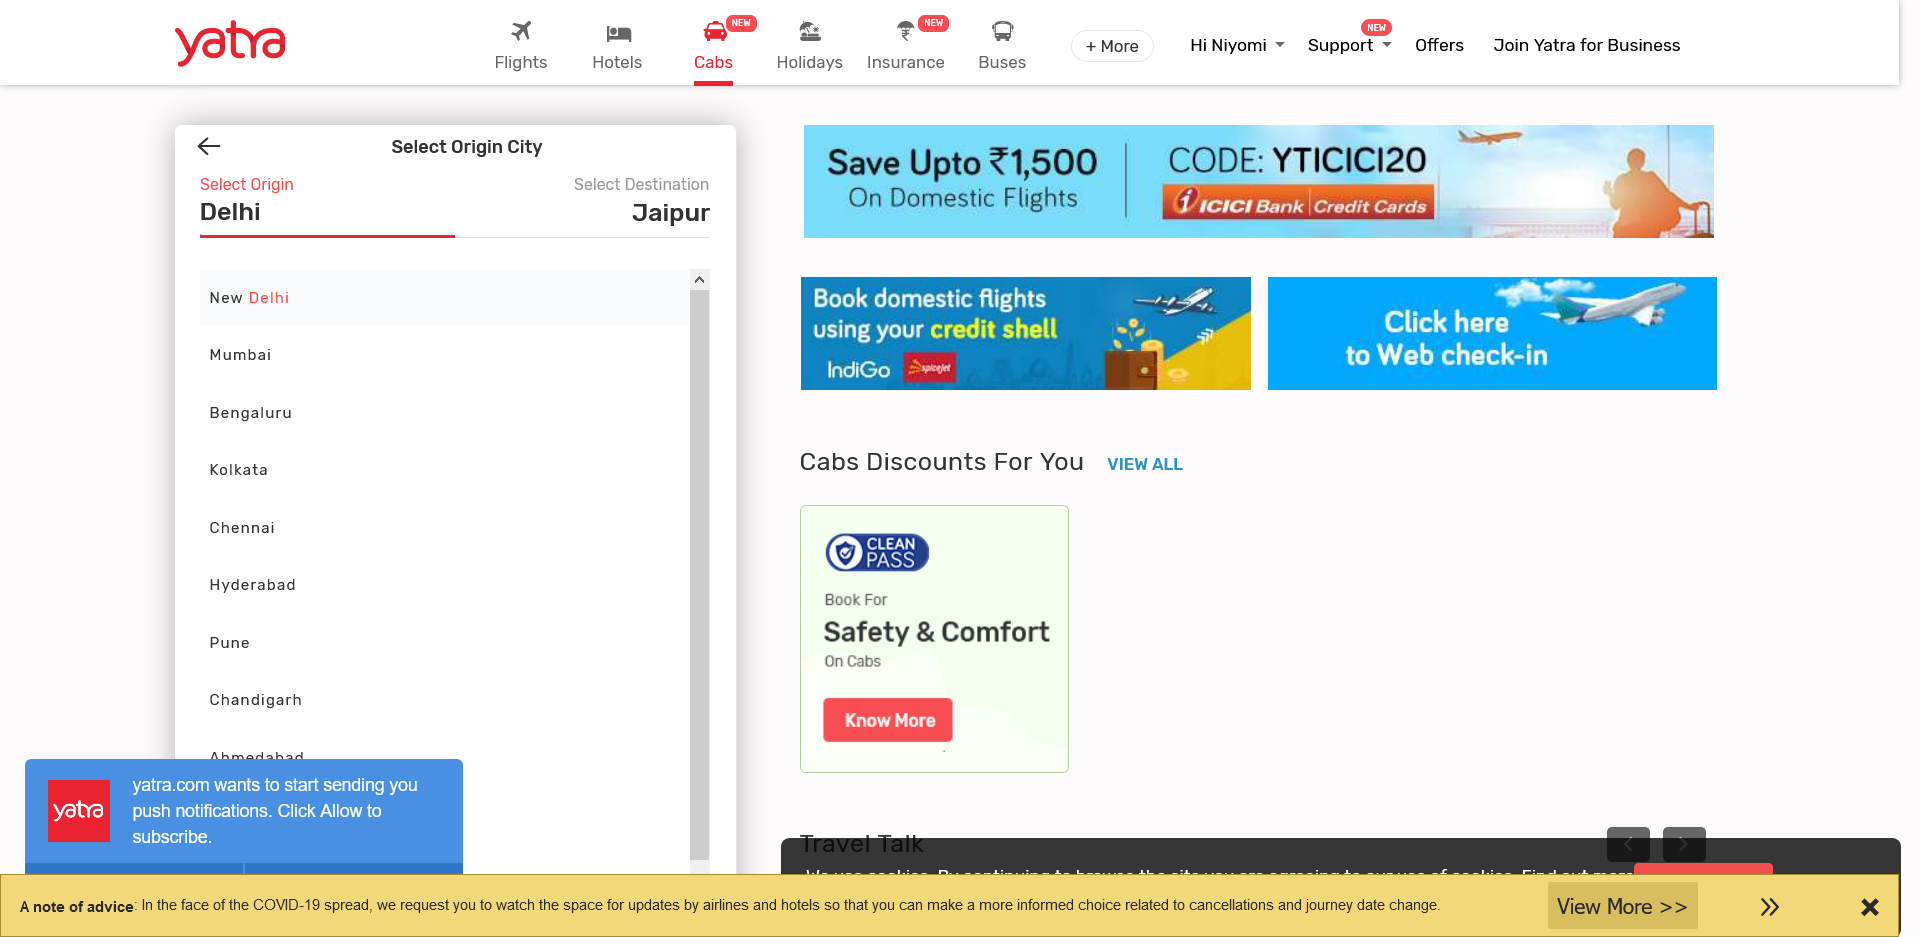 yatra
Flights
Hotels
NEW
Cabs
Holidays
NEW
Insurance
Buses
+ More
Hi Niyomi
NEW
Support
Offers
Join Yatra for Business
Select Origin City
Select Origin
Select Destination
Delhi
Jaipur
New Delhi
Mumbai
Bengaluru
Kolkata
Chennai
Hyderabad
Pune
Chandigarh
Ahmedabad
Save Upto ₹1,500
On Domestic Flights
CODE: YTICICI20
ICICI Bank | Credit Cards
Book domestic flights
using your credit shell
IndiGo
spicejet
Click here
to Web check-in
Cabs Discounts For You
VIEW ALL
CLEAN
PASS
Book For
Safety & Comfort
On Cabs
Know More
Travel Talk
yatra
yatra.com wants to start sending you
push notifications. Click Allow to
subscribe.
We use cookies. By continuing to browse the site you are agreeing to our use of cookies. Find out more
A note of advice: In the face of the COVID-19 spread, we request you to watch the space for updates by airlines and hotels so that you can make a more informed choice related to cancellations and journey date change.
View More >>